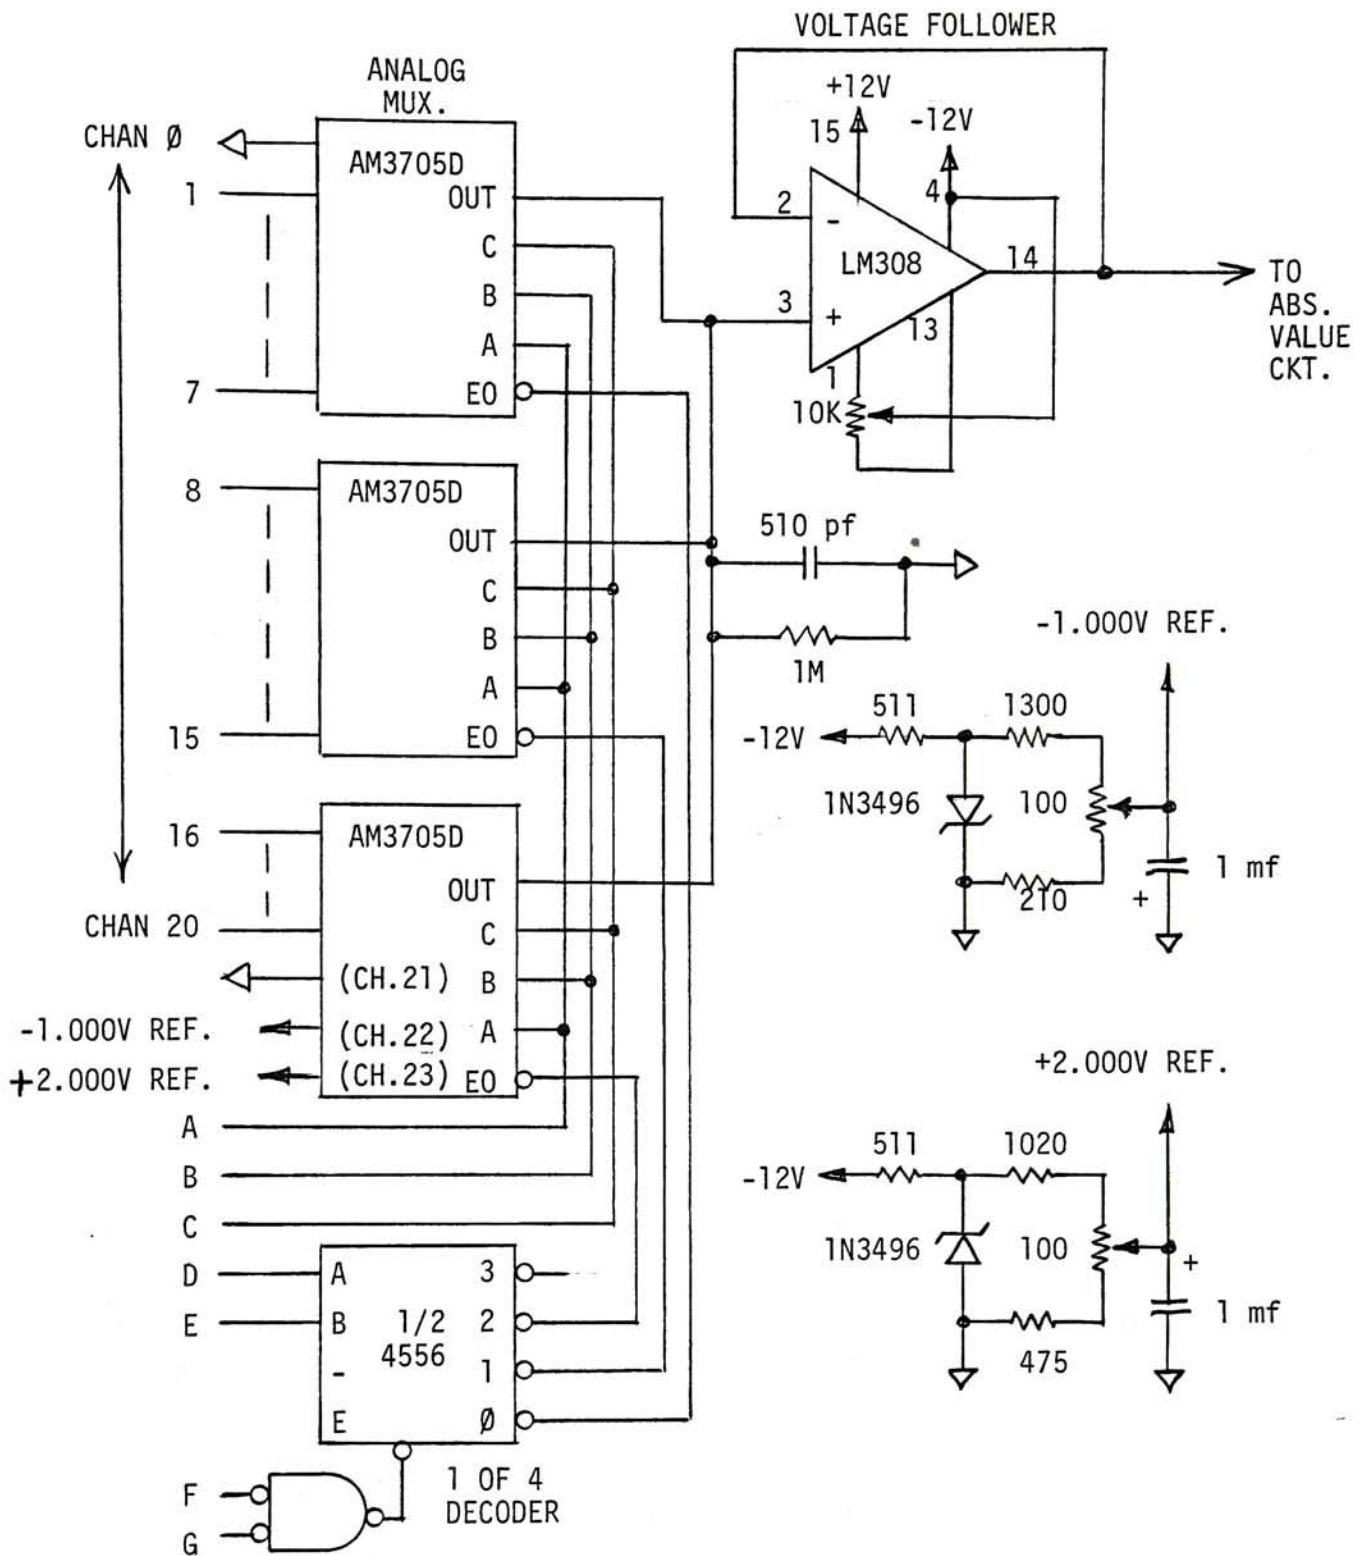 VOLTAGE FOLLOWER
ANALOG
MUX.
CHAN Ø
1
7
AM3705D
OUT
C
B
A
EO
+12V
15
-12V
4
2
-
LM308
14
3
+
13
1
10K
TO
ABS.
VALUE
CKT.
8
15
AM3705D
OUT
C
B
A
EO
510 pf
1M
-1.000V REF.
511
1300
-12V
1N3496
100
210
1 mf
+
16
CHAN 20
AM3705D
OUT
C
(CH.21) B
-1.000V REF.
(CH.22) A
+2.000V REF.
(CH.23) EO
A
B
C
D
E
A
B
-
E
1/2
4556
3
2
1
Ø
1 OF 4
DECODER
F
G
+2.000V REF.
511
1020
-12V
1N3496
100
+
1 mf
475